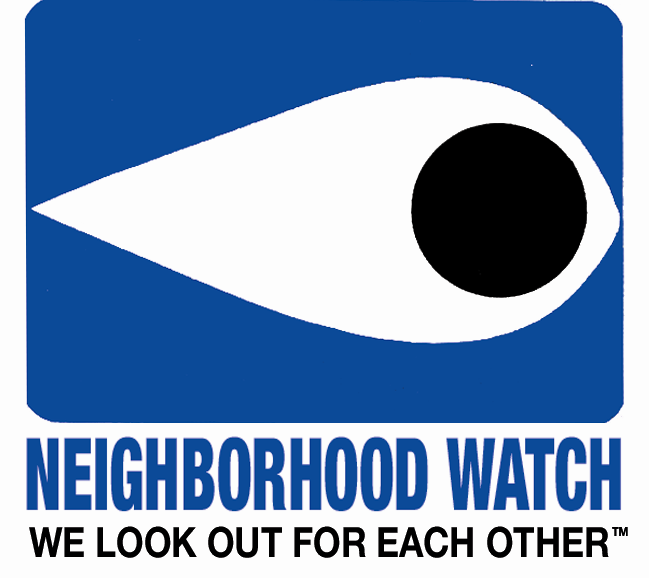 NEIGHBORHOOD WATCH
WE LOOK OUT FOR EACH OTHER™